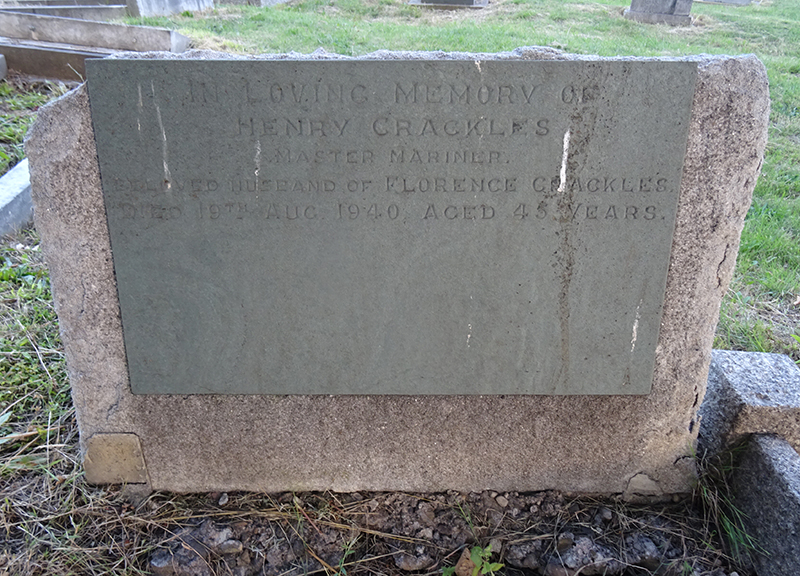 IN LOVING MEMORY OF
HENRY CRACKLES
MASTER MARINER.
BELOVED HUSBAND OF FLORENCE CRACKLES.
DIED 19TH AUG. 1940, AGED 45 YEARS.